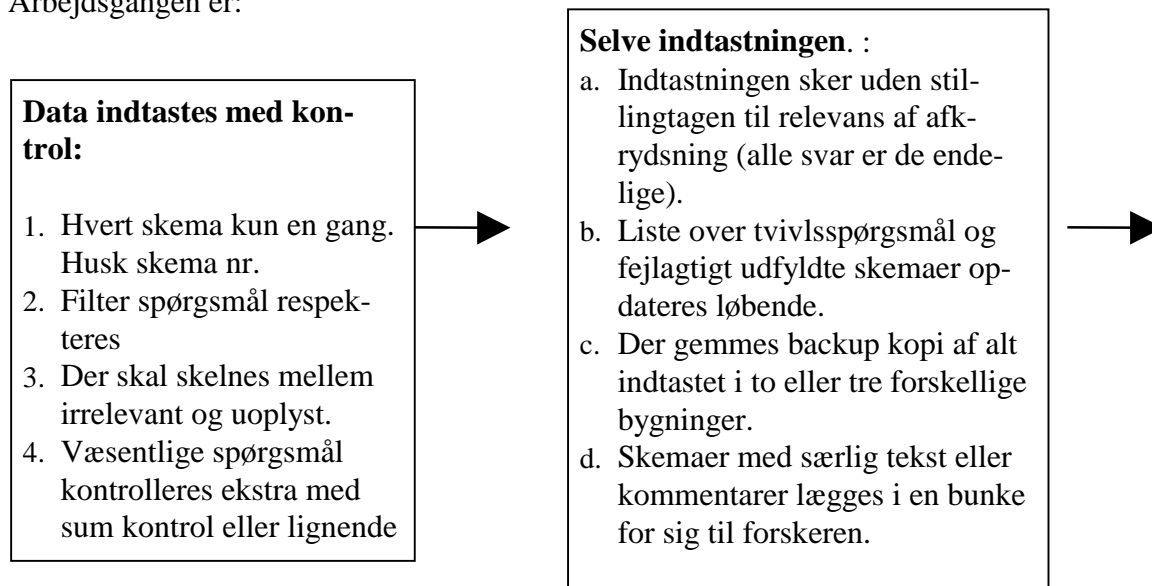 Arbejdsgangen er:
Data indtastes med kon-
trol:
1. Hvert skema kun en gang.
Husk skema nr.
2. Filter spørgsmål respek-
teres
3. Der skal skelnes mellem
irrelevant og uoplyst.
4. Væsentlige spørgsmål
kontrolleres ekstra med
sum kontrol eller lignende
Selve indtastningen. :
a. Indtastningen sker uden stil-
lingtagen til relevans af afk-
rydsning (alle svar er de ende-
lige).
b. Liste over tvivlsspørgsmål og
fejlagtigt udfyldte skemaer op-
dateres løbende.
c. Der gemmes backup kopi af alt
indtastet i to eller tre forskellige
bygninger.
d. Skemaer med særlig tekst eller
kommentarer lægges i en bunke
for sig til forskeren.